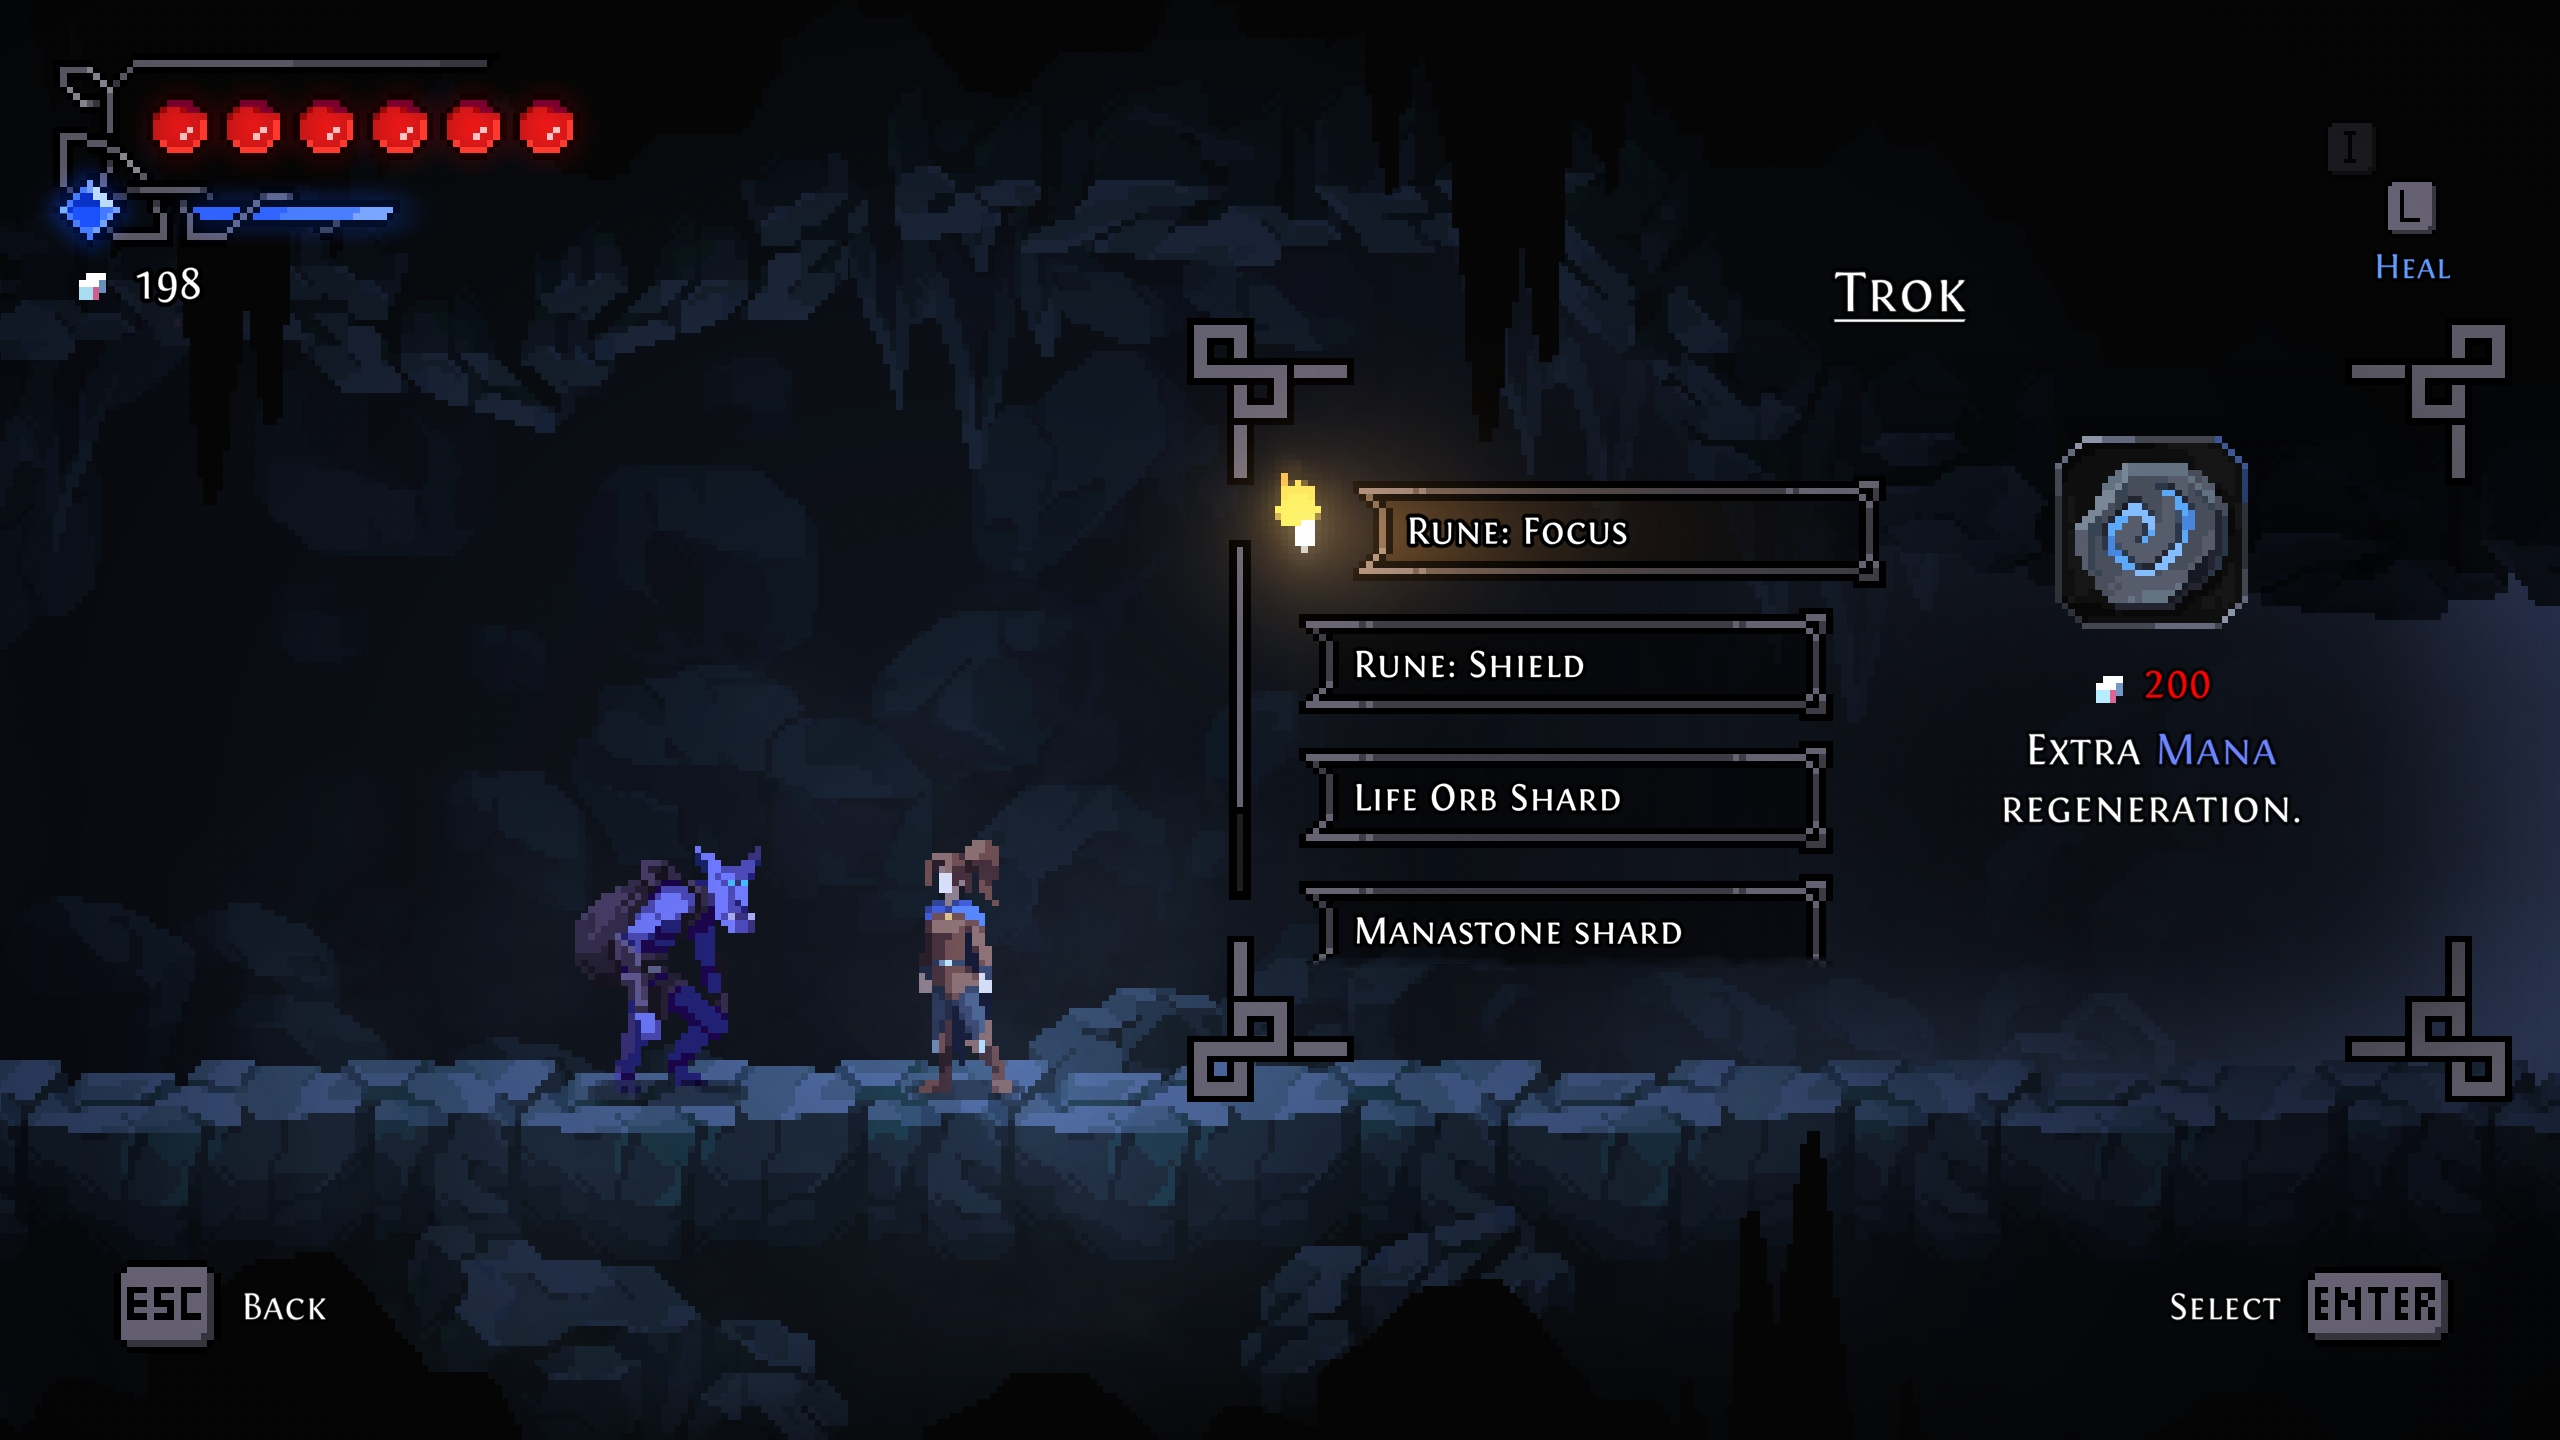 198
I
L
Heal
Trok
Rune: Focus
Rune: Shield
Life Orb Shard
Manastone shard
200
Extra Mana
regeneration.
ESC Back
Select ENTER